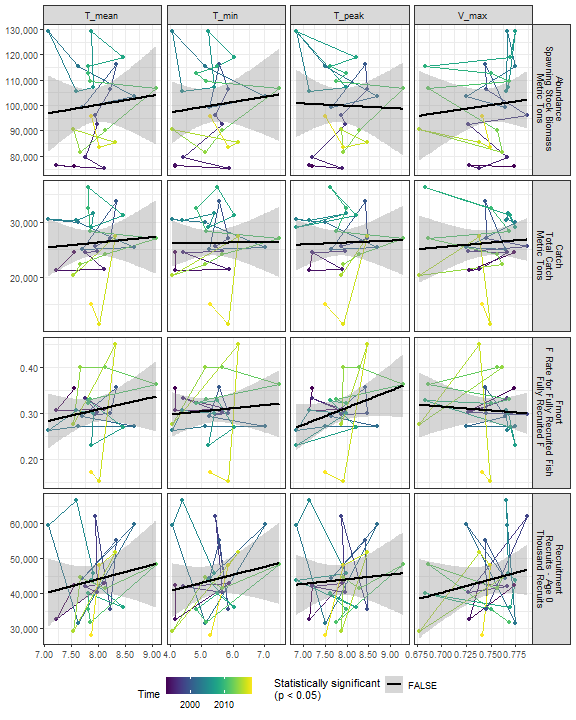 T_mean T_min T_peak V_max
130,000
120,000
110,000
100,000
90,000
80,000
Abundance
Spawning Stock Biomass
Metric Tons
30,000
20,000
Catch
Total Catch
Metric Tons
0.40
0.30
0.20
Fmort
F Rate for Fully Recruited Fish
Fully Recruited F
60,000
50,000
40,000
30,000
Recruitment
Recruits - Age 0
Thousand Recruits
7.00 7.50 8.00 8.50 9.00 4.0 5.0 6.0 7.0 7.00 7.50 8.00 8.50 9.00 0.675 0.700 0.725 0.750 0.775
Time
2000 2010
Statistically significant
(p < 0.05)
FALSE